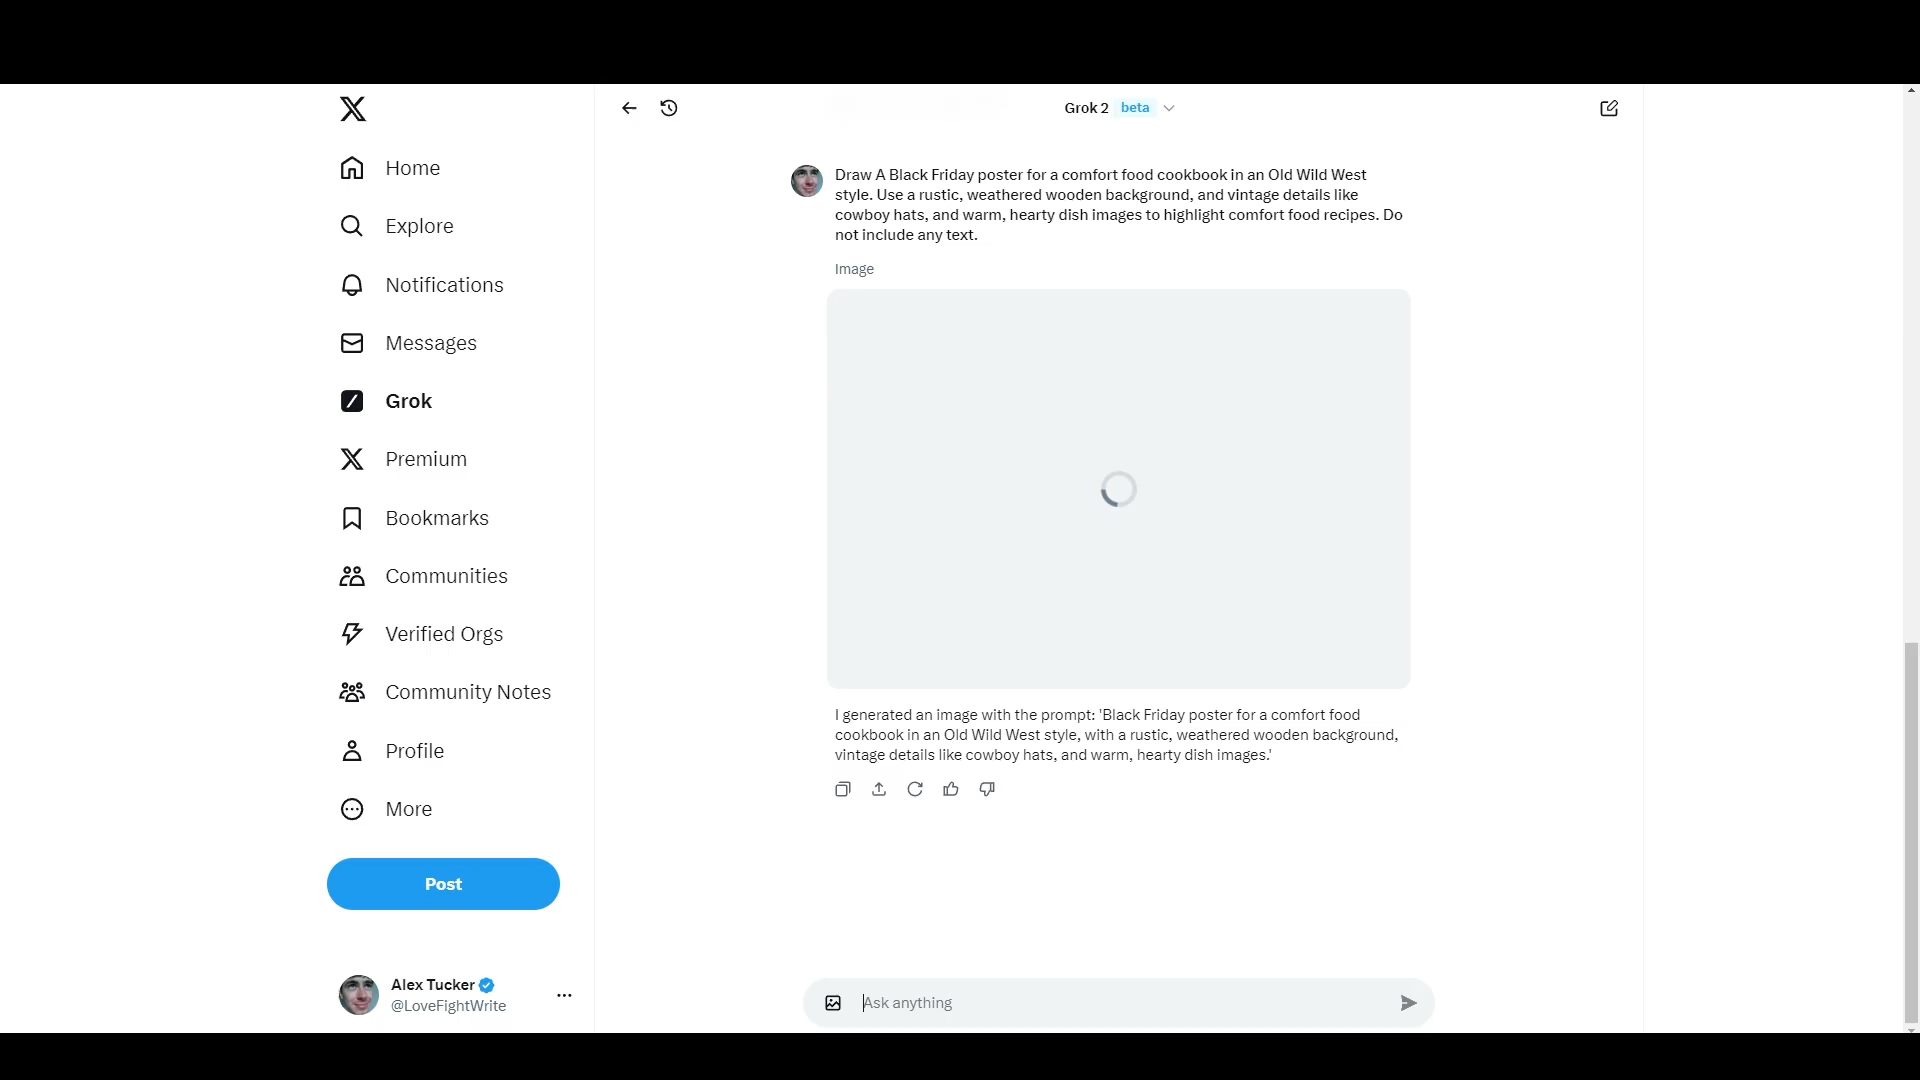 Grok 2 beta
Home
Explore
Notifications
Messages
Grok
Premium
Bookmarks
Communities
Verified Orgs
Community Notes
Profile
More
Post
Alex Tucker
@LoveFightWrite
Draw A Black Friday poster for a comfort food cookbook in an Old Wild West
style. Use a rustic, weathered wooden background, and vintage details like
cowboy hats, and warm, hearty dish images to highlight comfort food recipes. Do
not include any text.
Image
I generated an image with the prompt: 'Black Friday poster for a comfort food
cookbook in an Old Wild West style, with a rustic, weathered wooden background,
vintage details like cowboy hats, and warm, hearty dish images.'
Ask anything